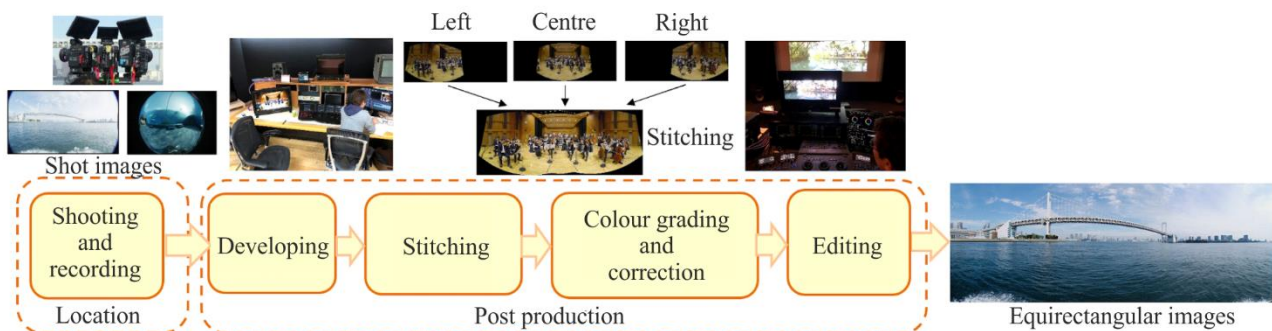 Left
Centre
Right
Stitching
Shot images
Shooting
and
recording
Developing
Stitching
Colour grading
and
correction
Editing
Location
Post production
Equirectangular images